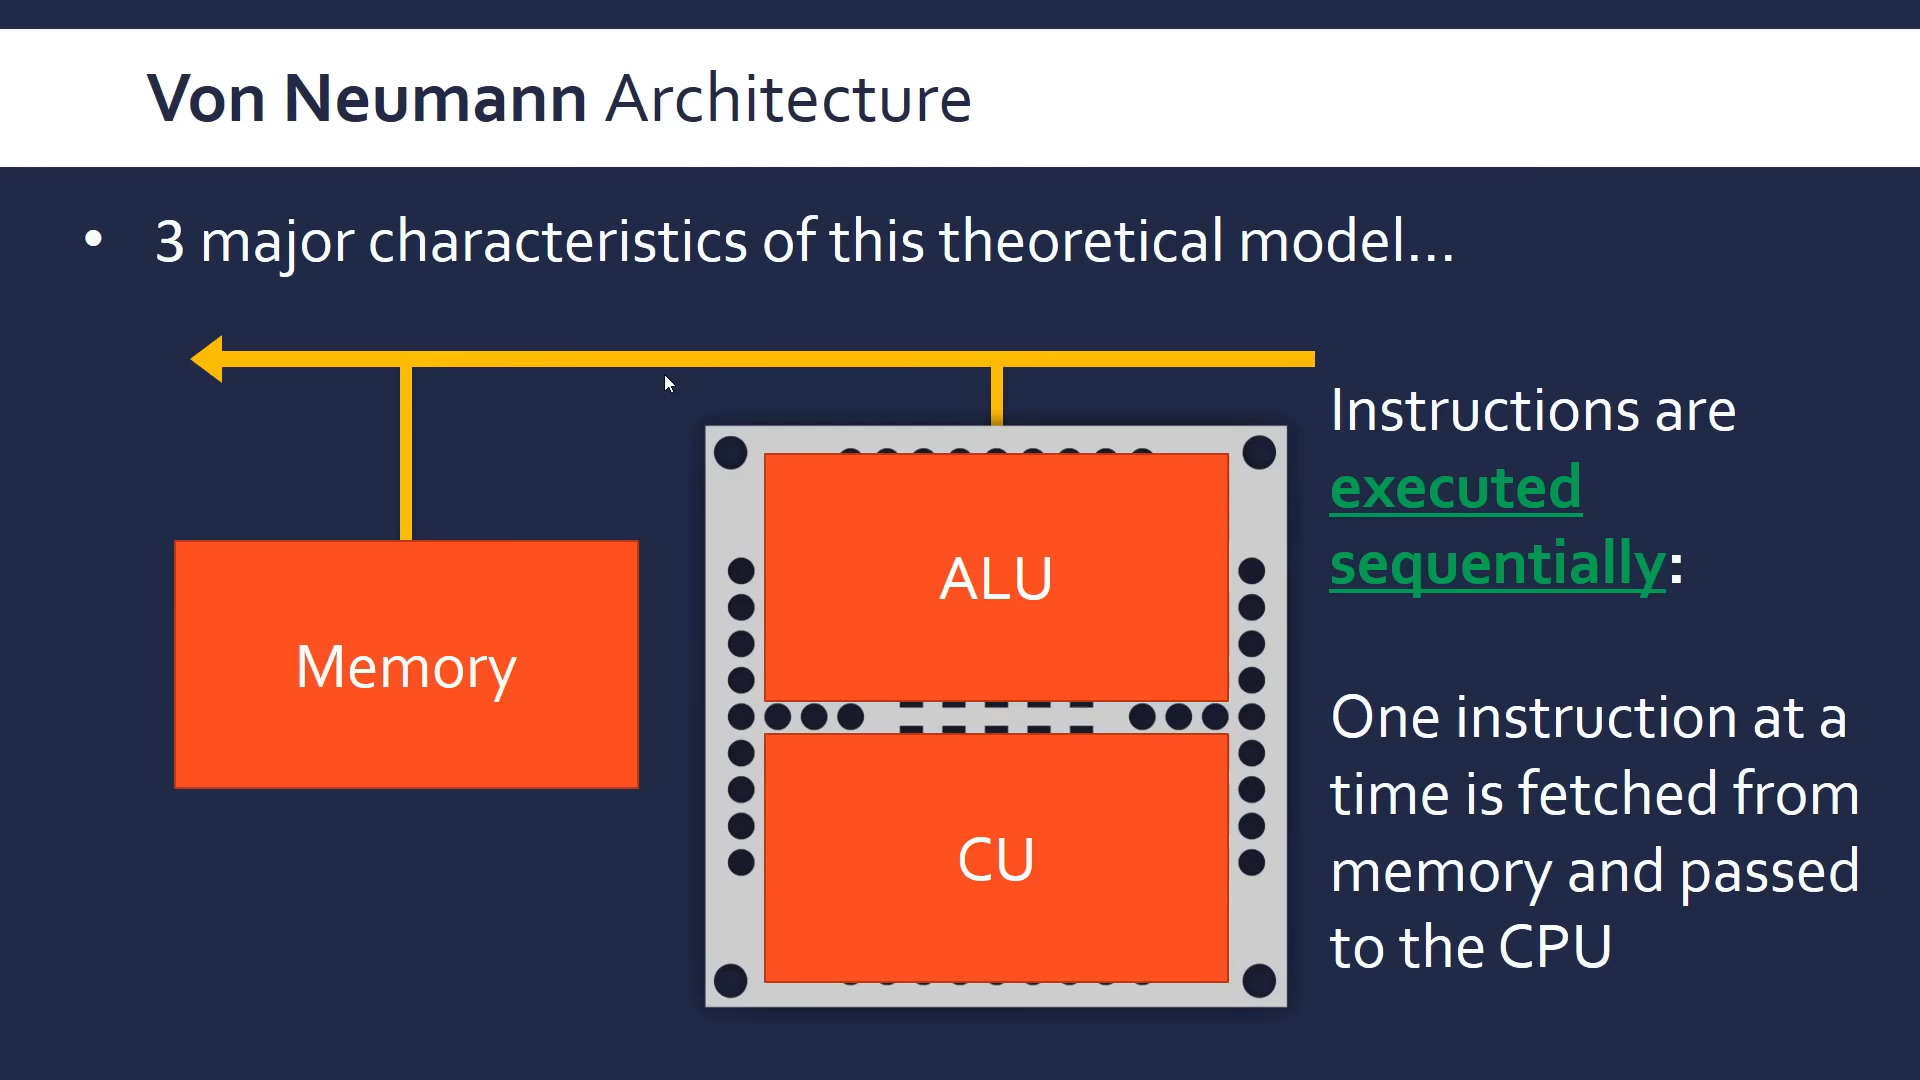 Von Neumann Architecture
• 3 major characteristics of this theoretical model...
Instructions are
executed
sequentially:
ALU
Memory
One instruction at a
time is fetched from
memory and passed
to the CPU
CU